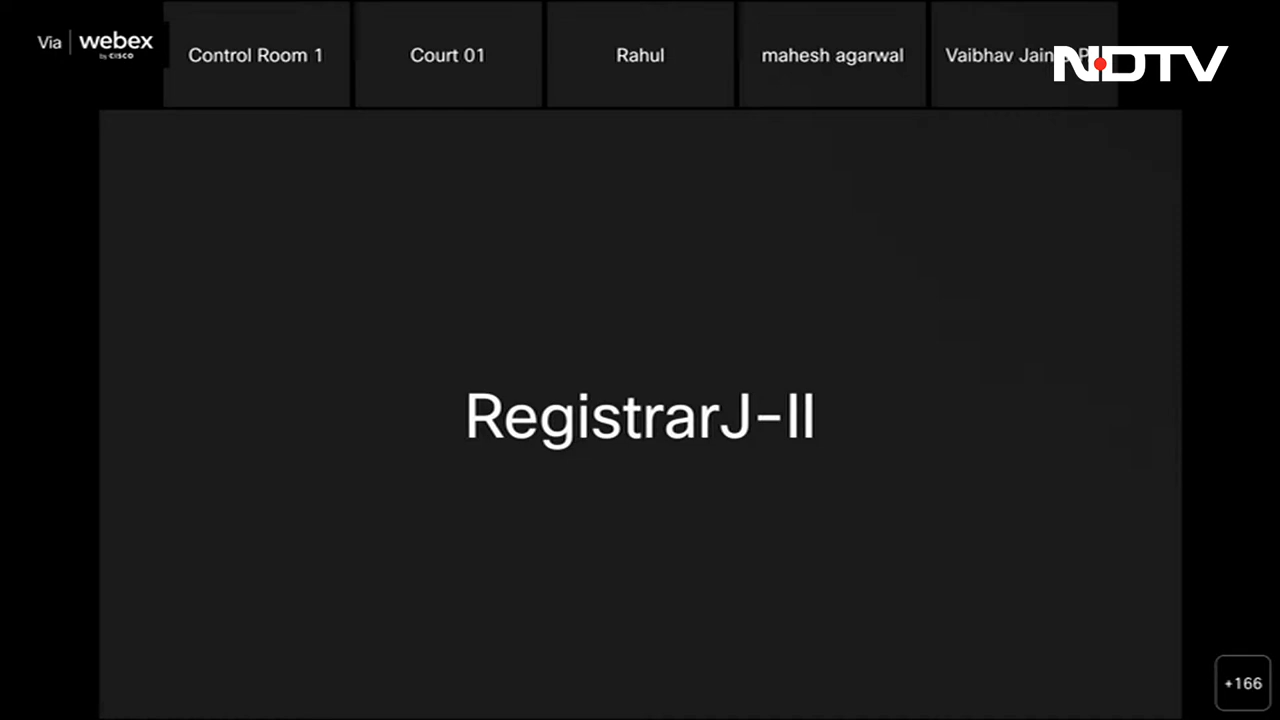 Via webex
by CISCO
Control Room 1
Court 01
Rahul
mahesh agarwal
Vaibhav Jain
NDTV
RegistrarJ-II
+166